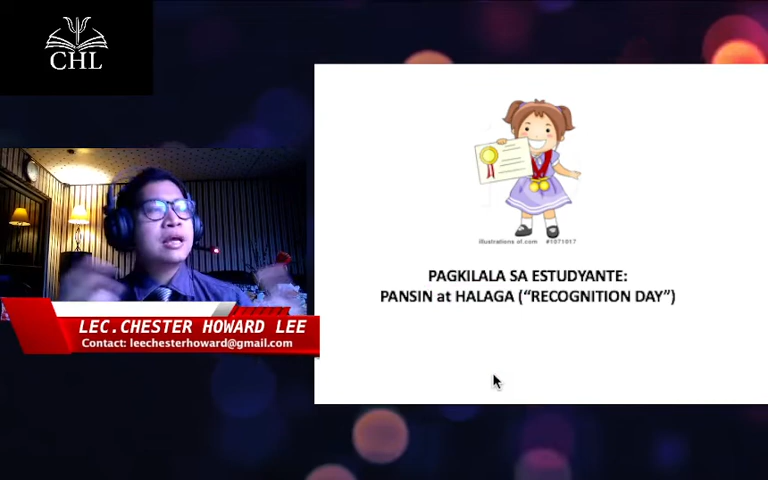 CHL
illustrations of.com #1071017
PAGKILALA SA ESTUDYANTE:
PANSIN at HALAGA (“RECOGNITION DAY”)
LEC.CHESTER HOWARD LEE
Contact: leechesterhoward@gmail.com